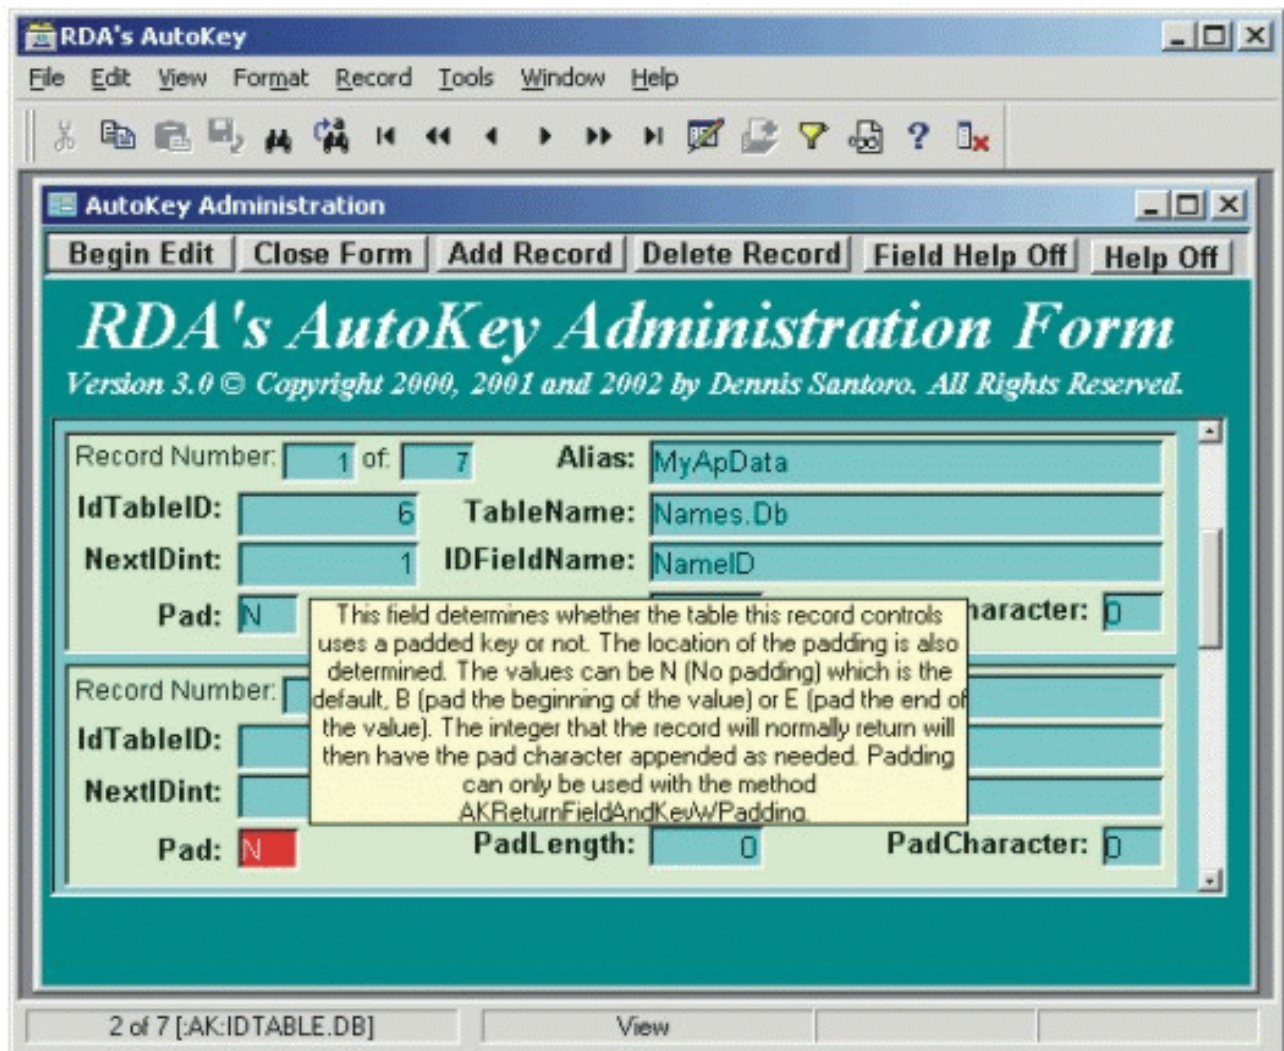 RDA's AutoKey
File Edit View Format Record Tools Window Help
AutoKey Administration
Begin Edit Close Form Add Record Delete Record Field Help Off Help Off
RDA's AutoKey Administration Form
Version 3.0 © Copyright 2000, 2001 and 2002 by Dennis Santoro. All Rights Reserved.
Record Number: 1 of: 7 Alias: MyApData
IdTableID: 6 TableName: Names.Db
NextIDint: 1 IDFieldName: NameID
Pad: N haracter: 0
This field determines whether the table this record controls
uses a padded key or not. The location of the padding is also
determined. The values can be N (No padding) which is the
default, B (pad the beginning of the value) or E (pad the end of
the value). The integer that the record will normally return will
then have the pad character appended as needed. Padding
can only be used with the method
AKReturnFieldAndKeyWPadding.
Record Number:
IdTableID:
NextIDint:
Pad: N PadLength: 0 PadCharacter: 0
2 of 7 [:AK:IDTABLE.DB] View